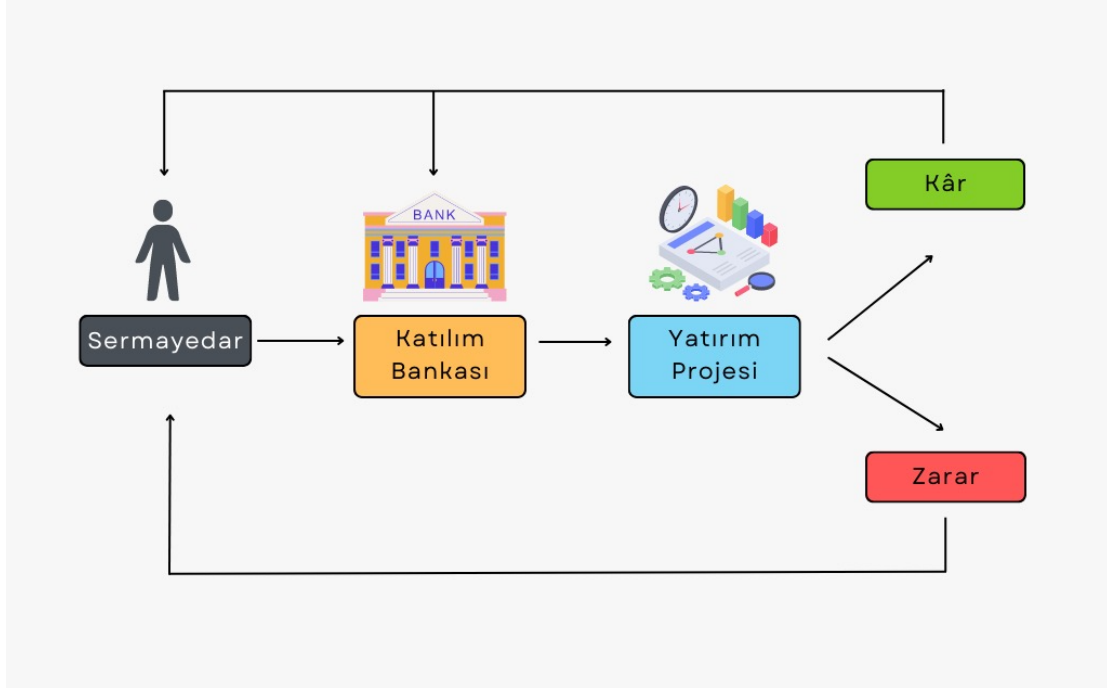 Kâr
BANK
Sermayedar
Katılım
Bankası
Yatırım
Projesi
Zarar